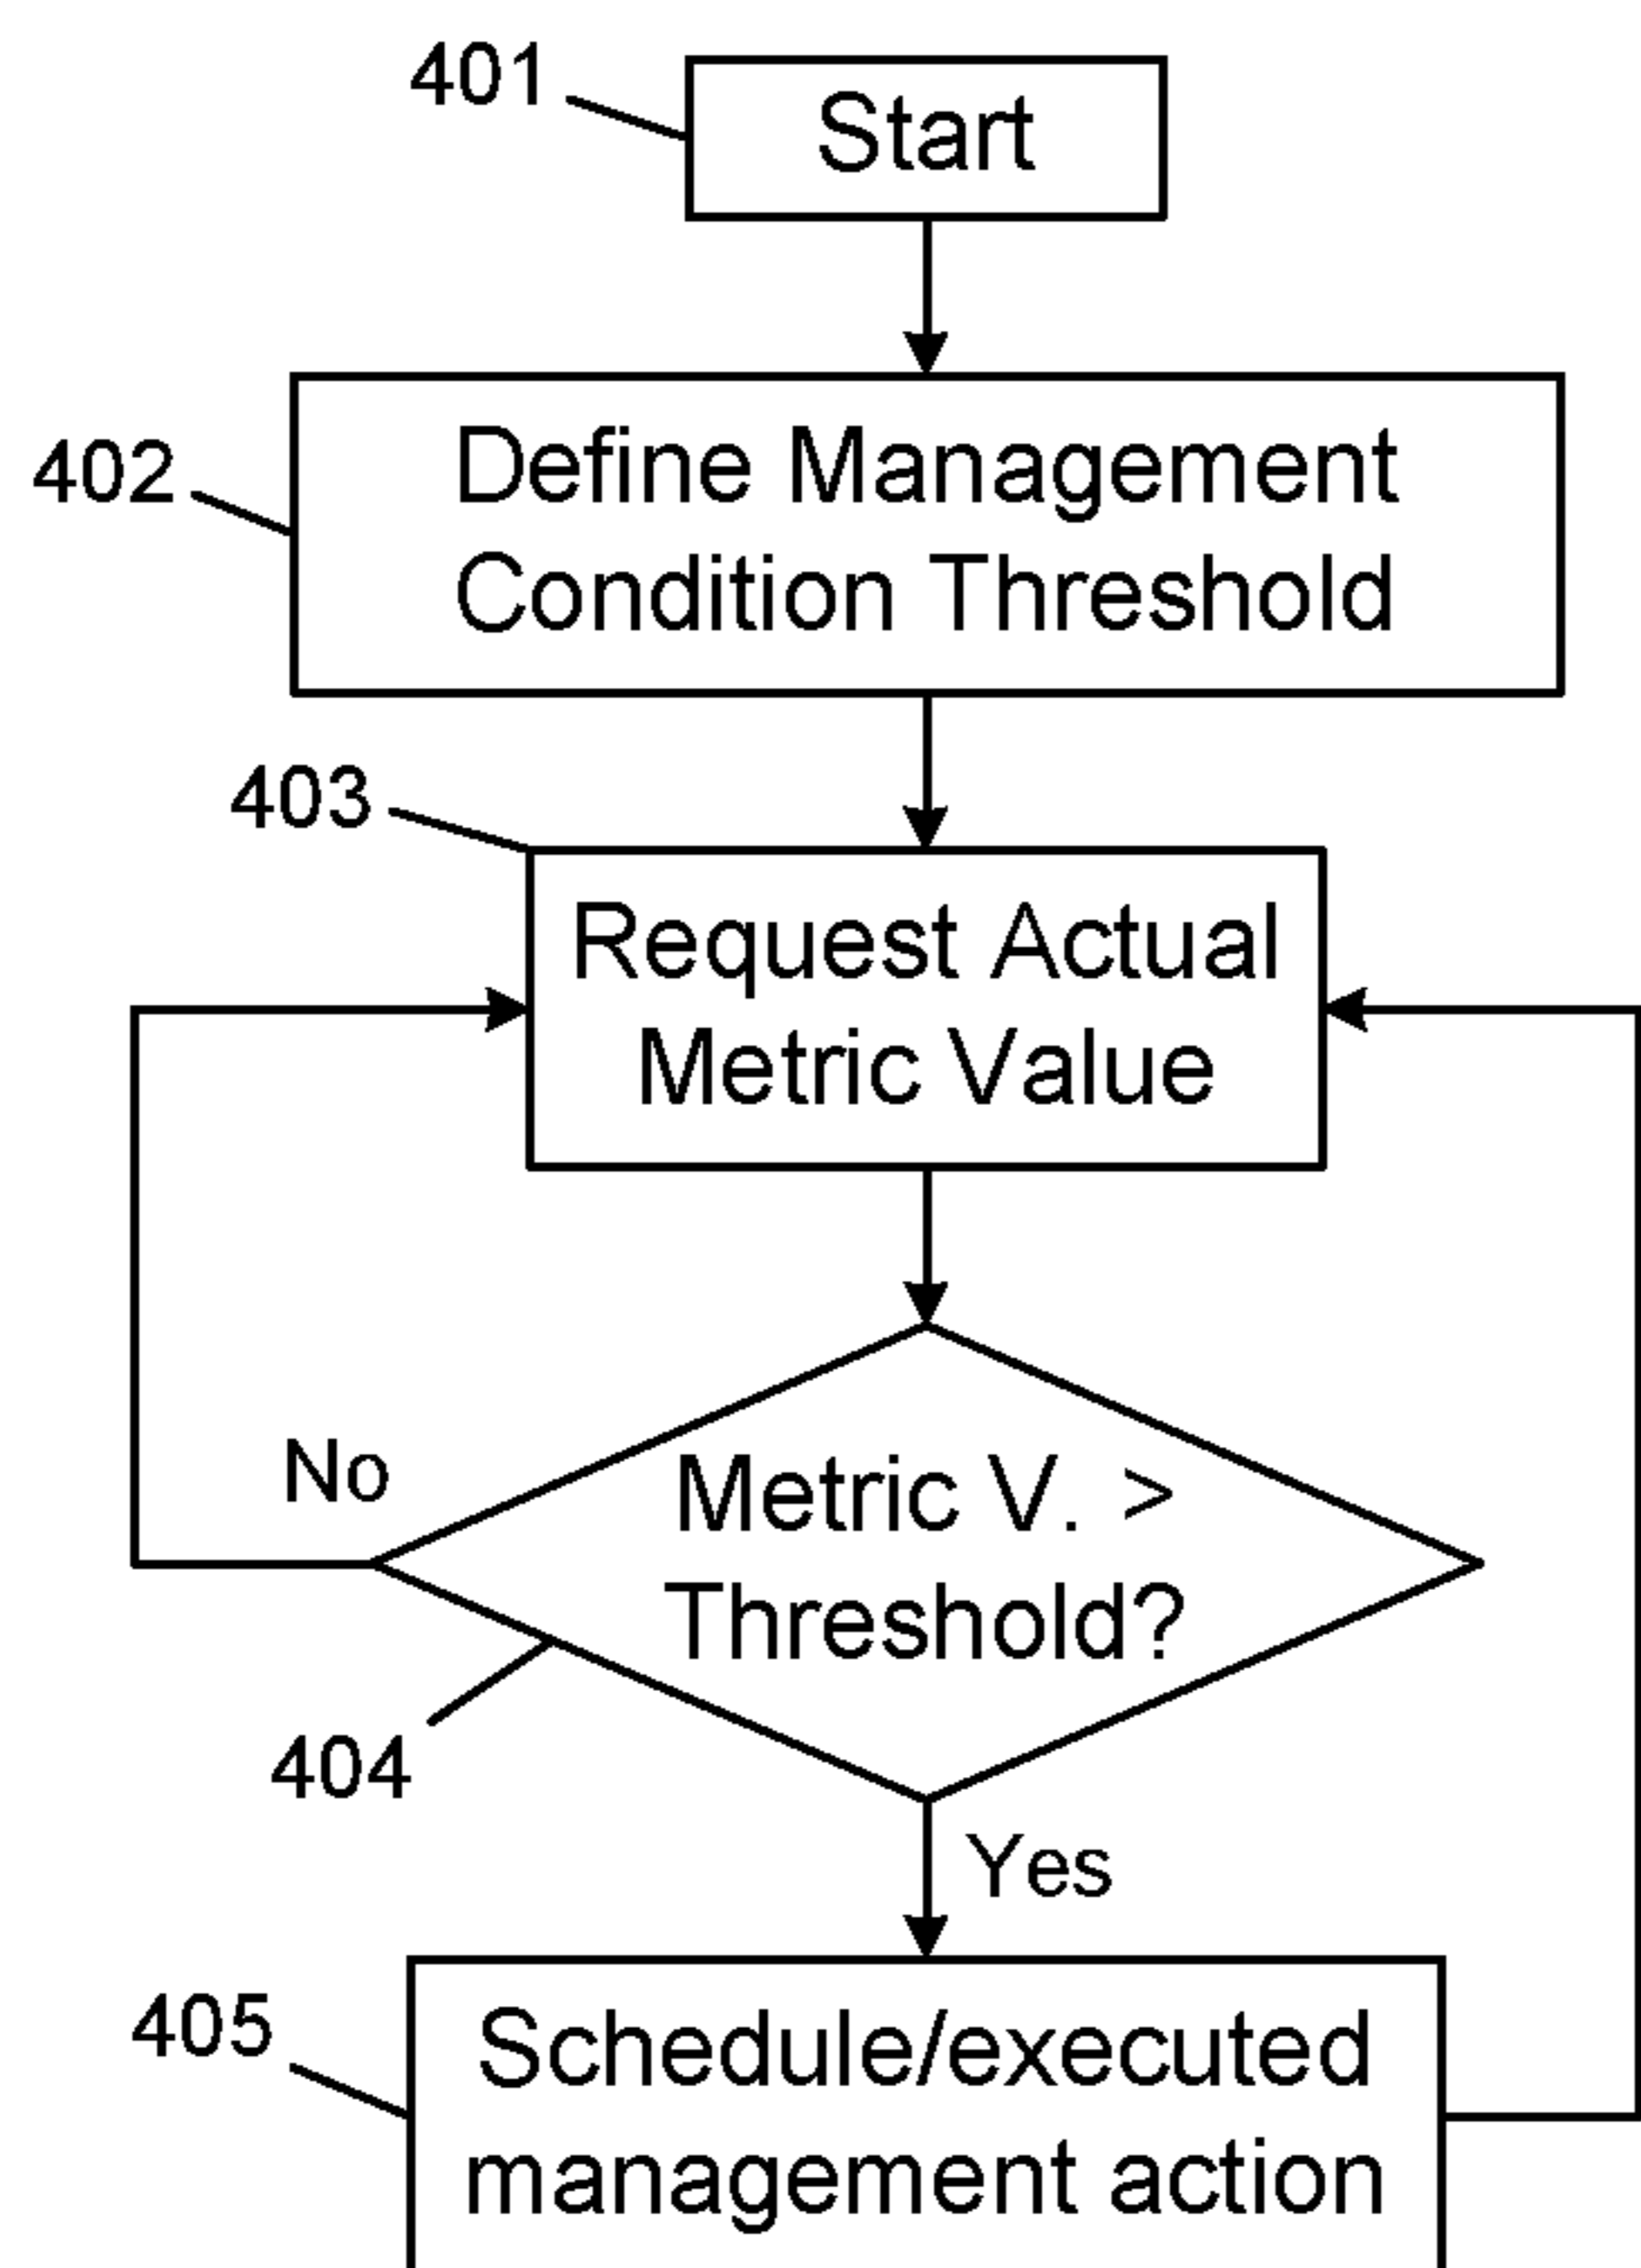 401
Start
402
Define Management
Condition Threshold
403
Request Actual
Metric Value
No
Metric V. >
Threshold?
404
Yes
405
Schedule/executed
management action